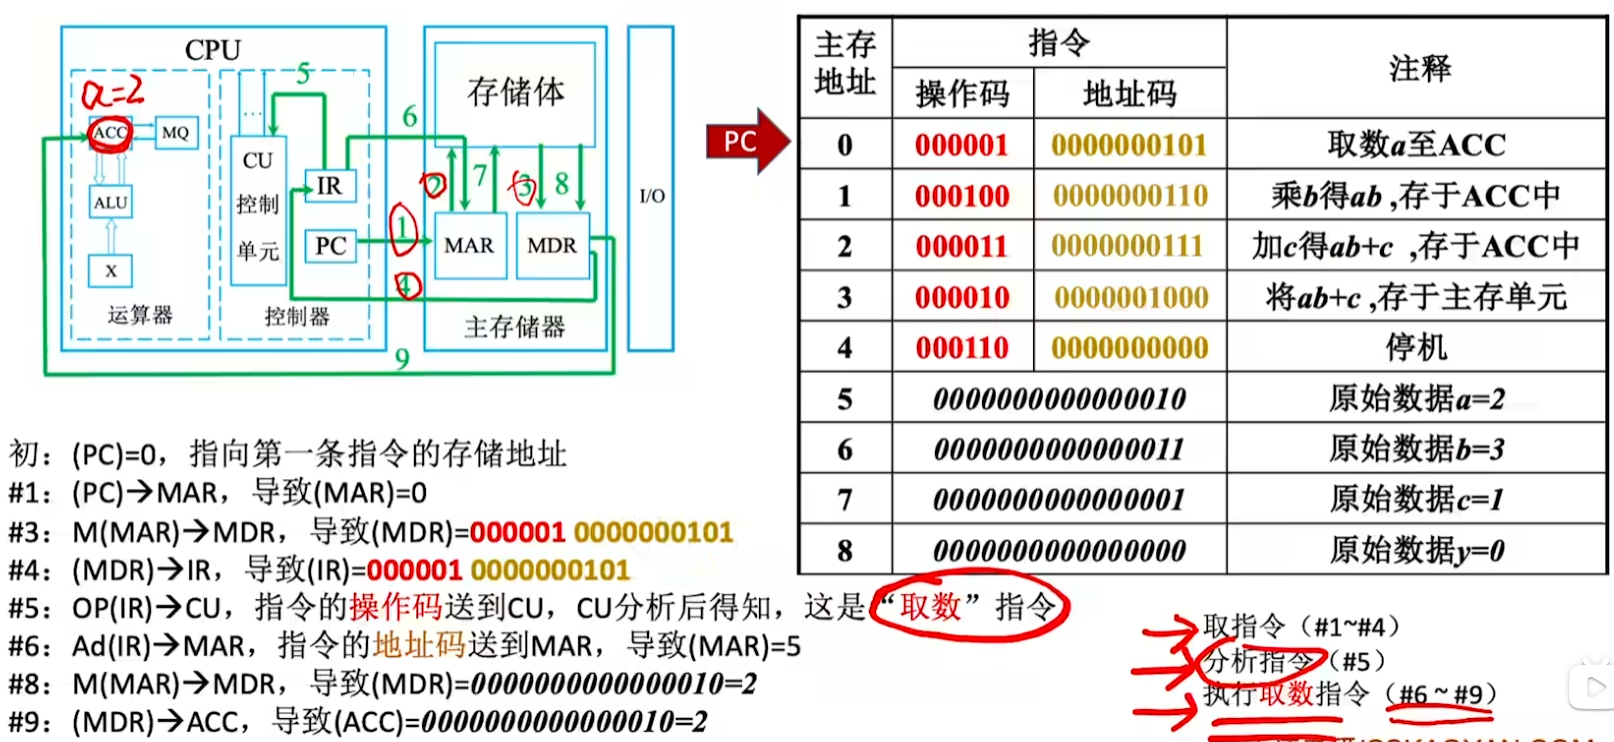 CPU
a=2
ACC
MQ
CU
控制
单元
IR
PC
ALU
X
运算器
控制器
存储体
MAR
MDR
主存储器
I/O
5
6
2
7
3
8
1
4
9
PC
主存地址 指令 注释
操作码 地址码
0 000001 0000000101 取数a至ACC
1 000100 0000000110 乘b得ab ,存于ACC中
2 000011 0000000111 加c得ab+c ,存于ACC中
3 000010 0000001000 将ab+c ,存于主存单元
4 000110 0000000000 停机
5 0000000000000010 原始数据a=2
6 0000000000000011 原始数据b=3
7 0000000000000001 原始数据c=1
8 0000000000000000 原始数据y=0
初：(PC)=0，指向第一条指令的存储地址
#1：(PC)→MAR，导致(MAR)=0
#3：M(MAR)→MDR，导致(MDR)=000001 0000000101
#4：(MDR)→IR，导致(IR)=000001 0000000101
#5：OP(IR)→CU，指令的操作码送到CU，CU分析后得知，这是“取数”指令
#6：Ad(IR)→MAR，指令的地址码送到MAR，导致(MAR)=5
#8：M(MAR)→MDR，导致(MDR)=0000000000000010=2
#9：(MDR)→ACC，导致(ACC)=0000000000000010=2
取指令（#1~#4）
分析指令（#5）
执行取数指令（#6~#9）